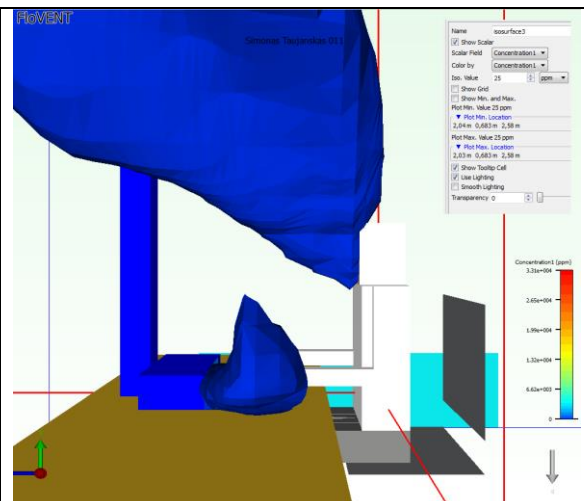 FloVENT
Simonas Taujanskas 011
Name isosurface3
Show Scalar
Scalar Field Concentration1
Color by Concentration1
Iso. Value 25 ppm
Show Grid
Show Min. and Max.
Plot Min. Value 25 ppm
Plot Min. Location
2,04 m 0,683 m 2,58 m
Plot Max. Value 25 ppm
Plot Max. Location
2,03 m 0,683 m 2,58 m
Show Tooltip Cell
Use Lighting
Smooth Lighting
Transparency 0
Concentration1 (ppm)
3.31e+004
2.65e+004
1.99e+004
1.32e+004
6.62e+003
0
g